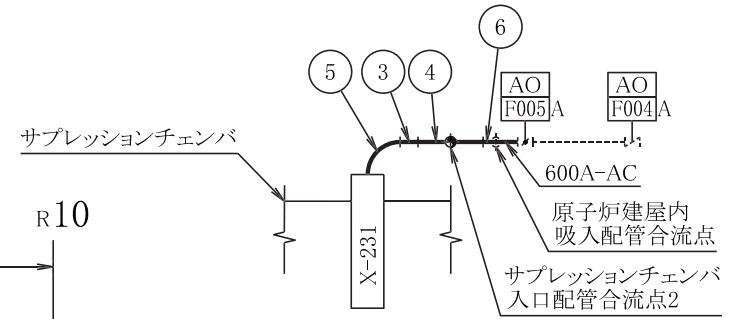 6
5
3
4
AO
F005
A
AO
F004
A
サプレッションチェンバ
600A-AC
原子炉建屋内
吸入配管合流点
R10
X-231
サプレッションチェンバ
入口配管合流点2